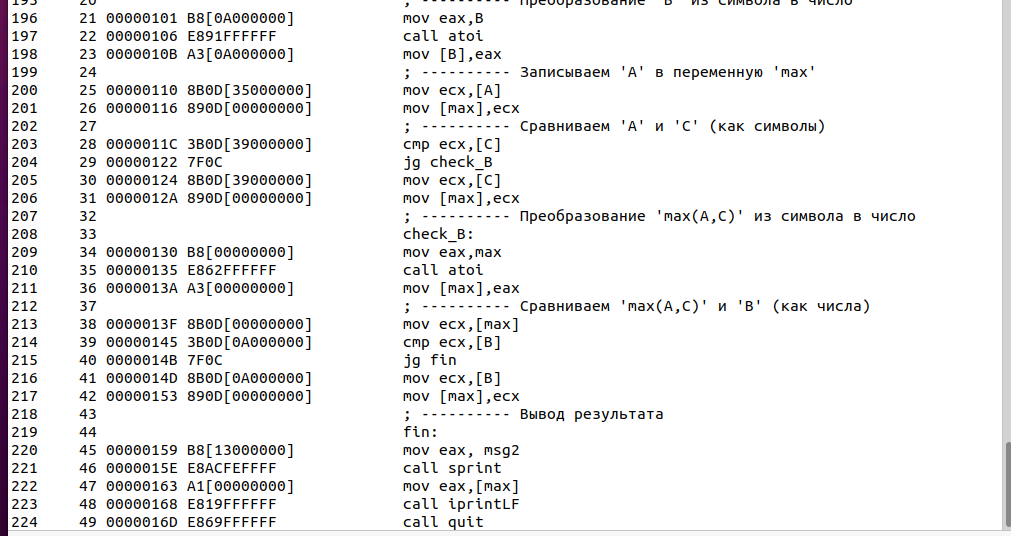 195 20 ; ---------- Преобразование 'B' из символа в число
196 21 00000101 B8[0A000000] mov eax,B
197 22 00000106 E891FFFFFF call atoi
198 23 0000010B A3[0A000000] mov [B],eax
199 24 ; ---------- Записываем 'A' в переменную 'max'
200 25 00000110 8B0D[35000000] mov ecx,[A]
201 26 00000116 890D[00000000] mov [max],ecx
202 27 ; ---------- Сравниваем 'A' и 'С' (как символы)
203 28 0000011C 3B0D[39000000] cmp ecx,[C]
204 29 00000122 7F0C jg check_B
205 30 00000124 8B0D[39000000] mov ecx,[C]
206 31 0000012A 890D[00000000] mov [max],ecx
207 32 ; ---------- Преобразование 'max(A,C)' из символа в число
208 33 check_B:
209 34 00000130 B8[00000000] mov eax,max
210 35 00000135 E862FFFFFF call atoi
211 36 0000013A A3[00000000] mov [max],eax
212 37 ; ---------- Сравниваем 'max(A,C)' и 'B' (как числа)
213 38 0000013F 8B0D[00000000] mov ecx,[max]
214 39 00000145 3B0D[0A000000] cmp ecx,[B]
215 40 0000014B 7F0C jg fin
216 41 0000014D 8B0D[0A000000] mov ecx,[B]
217 42 00000153 890D[00000000] mov [max],ecx
218 43 ; ---------- Вывод результата
219 44 fin:
220 45 00000159 B8[13000000] mov eax, msg2
221 46 0000015E E8ACFEFFFF call sprint
222 47 00000163 A1[00000000] mov eax,[max]
223 48 00000168 E819FFFFFF call iprintLF
224 49 0000016D E869FFFFFF call quit